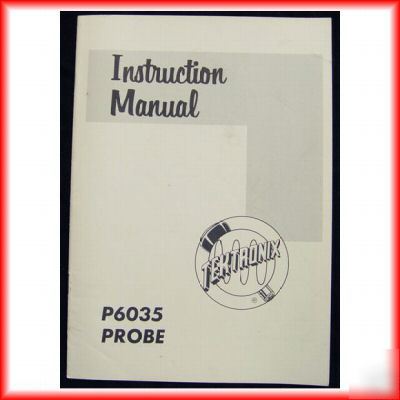 Instruction
Manual
TEKTRONIX
®
P6035
PROBE